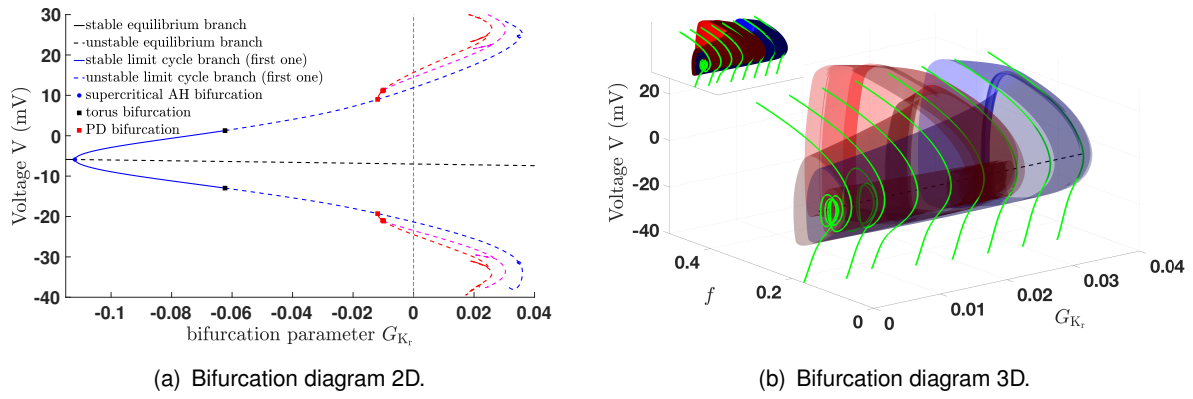 30
20
10
0
-10
-20
-30
-40
Voltage V (mV)
stable equilibrium branch
unstable equilibrium branch
stable limit cycle branch (first one)
unstable limit cycle branch (first one)
supercritical AH bifurcation
torus bifurcation
PD bifurcation
-0.1
-0.08
-0.06
-0.04
-0.02
0
0.02
0.04
bifurcation parameter G_Kr
(a) Bifurcation diagram 2D.
20
0
-20
-40
Voltage V (mV)
0.4
0.2
0
f
0
0.01
0.02
0.03
0.04
G_Kr
(b) Bifurcation diagram 3D.